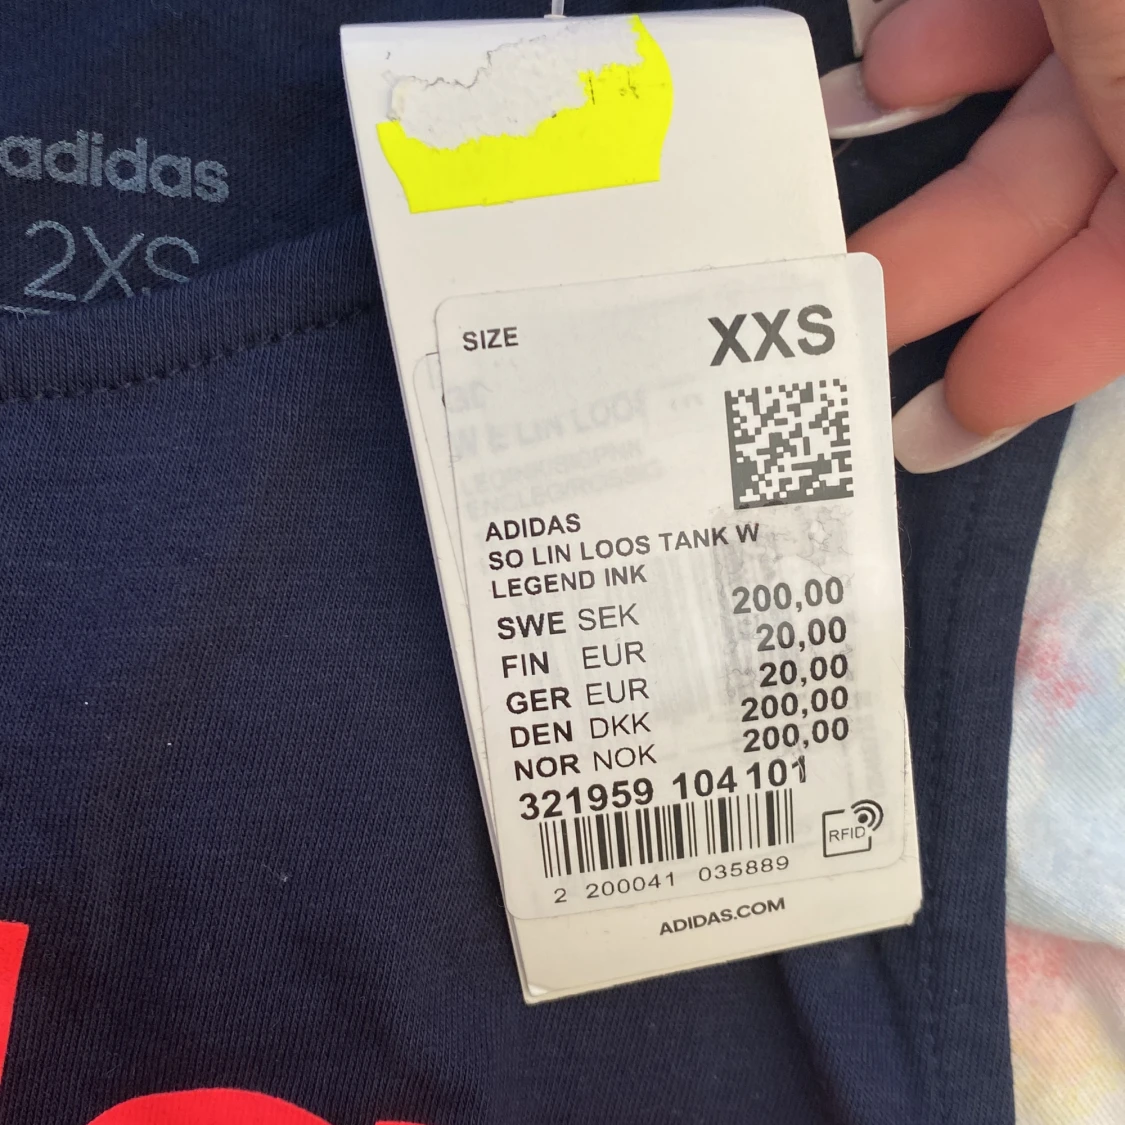 adidas
2XS
SIZE
XXS
ADIDAS
SO LIN LOOS TANK W
LEGEND INK
SWE SEK 200,00
FIN EUR 20,00
GER EUR 20,00
DEN DKK 200,00
NOR NOK 200,00
321959 104 101
RFID
2 200041 035889
ADIDAS.COM